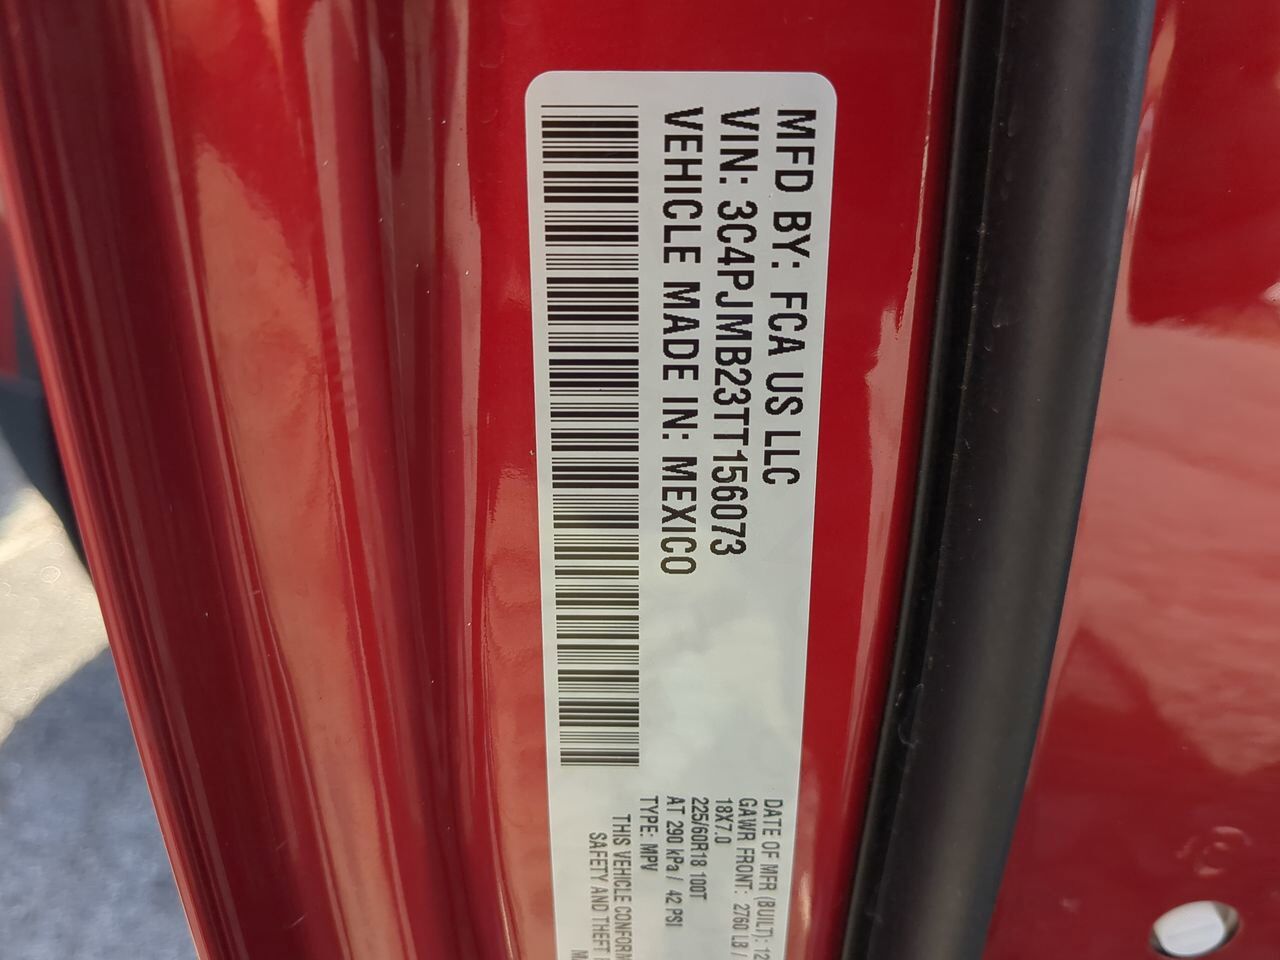 MFD BY: FCA US LLC
VIN: 3C4PJMB23TT156073
VEHICLE MADE IN: MEXICO
DATE OF MFR (BUILT): 12
GAWR FRONT: 2760 LB /
18X7.0
225/60R18 100T
AT 290 kPa / 42 PSI
TYPE: MPV
THIS VEHICLE CONFORM
SAFETY AND THEFT